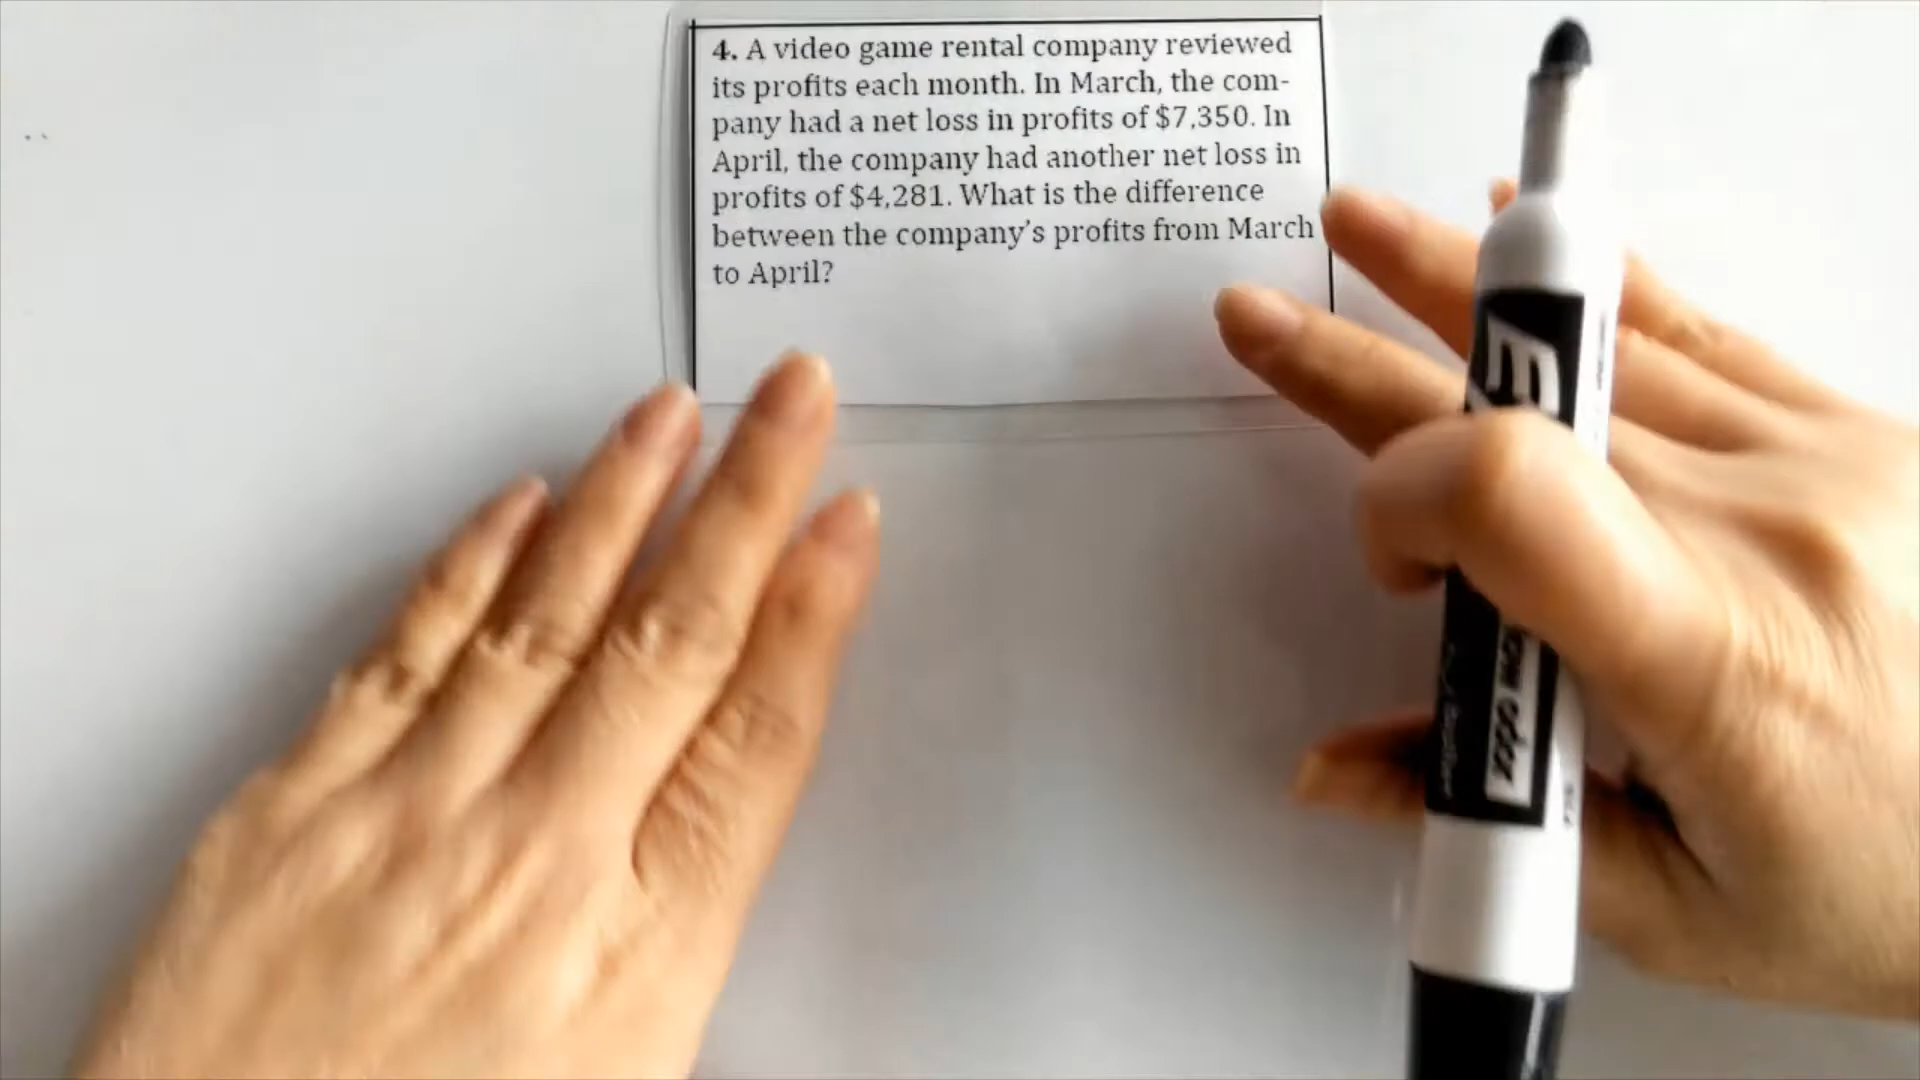 4. A video game rental company reviewed
its profits each month. In March, the com-
pany had a net loss in profits of $7,350. In
April, the company had another net loss in
profits of $4,281. What is the difference
between the company's profits from March
to April?